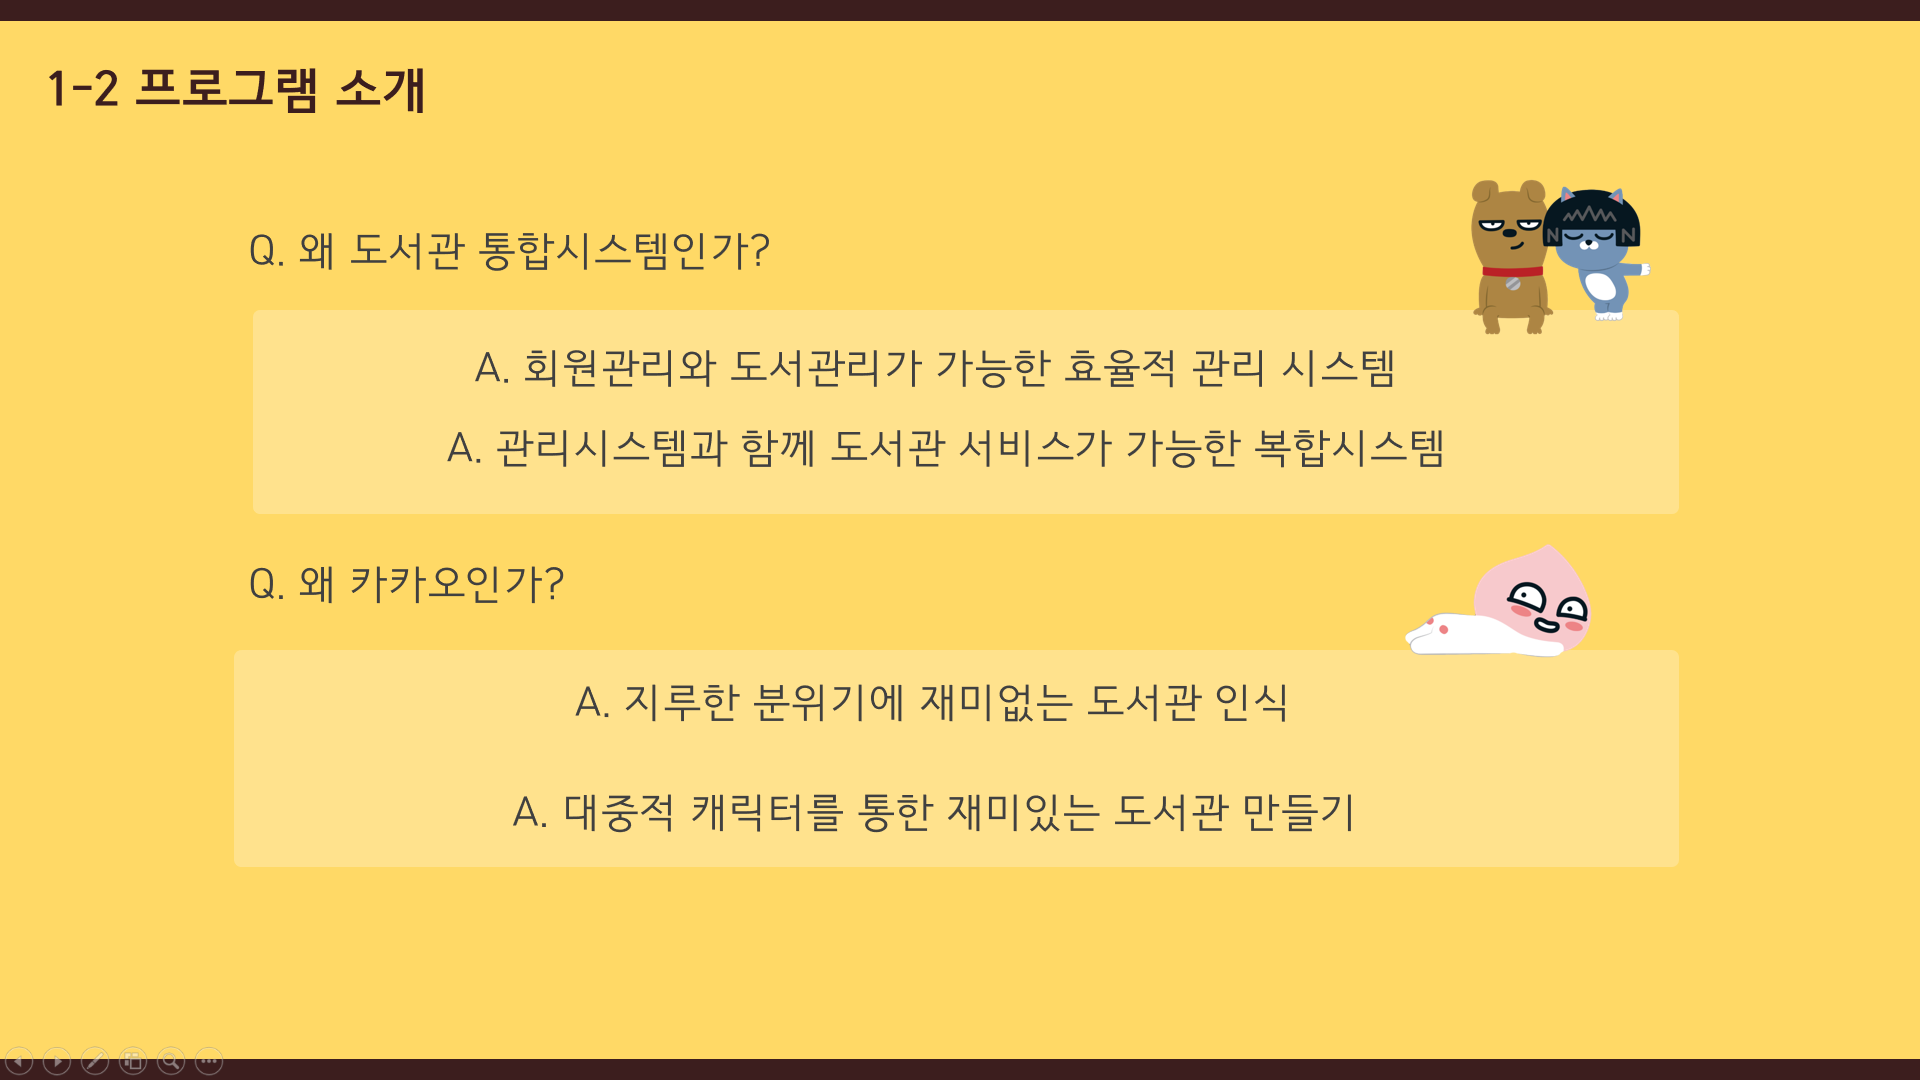 1-2 프로그램 소개
Q. 왜 도서관 통합시스템인가?
A. 회원관리와 도서관리가 가능한 효율적 관리 시스템
A. 관리시스템과 함께 도서관 서비스가 가능한 복합시스템
Q. 왜 카카오인가?
A. 지루한 분위기에 재미없는 도서관 인식
A. 대중적 캐릭터를 통한 재미있는 도서관 만들기